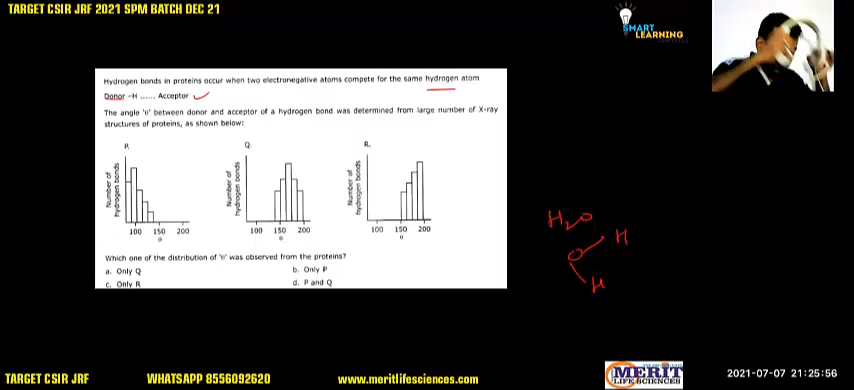 TARGET CSIR JRF 2021 SPM BATCH DEC 21
SMART
LEARNING
Hydrogen bonds in proteins occur when two electronegative atoms compete for the same hydrogen atom
Donor –H ...... Acceptor
The angle 'θ' between donor and acceptor of a hydrogen bond was determined from large number of X-ray
structures of proteins, as shown below:
P.
Q.
R.
Number of
hydrogen bonds
100 150 200
θ
Number of
hydrogen bonds
100 150 200
θ
Number of
hydrogen bonds
100 150 200
θ
Which one of the distribution of 'θ' was observed from the proteins?
a. Only Q
b. Only P
c. Only R
d. P and Q
H2O
O H
H
TARGET CSIR JRF
WHATSAPP 8556092620
www.meritlifesciences.com
MERIT
LIFE SCIENCES
2021-07-07 21:25:56